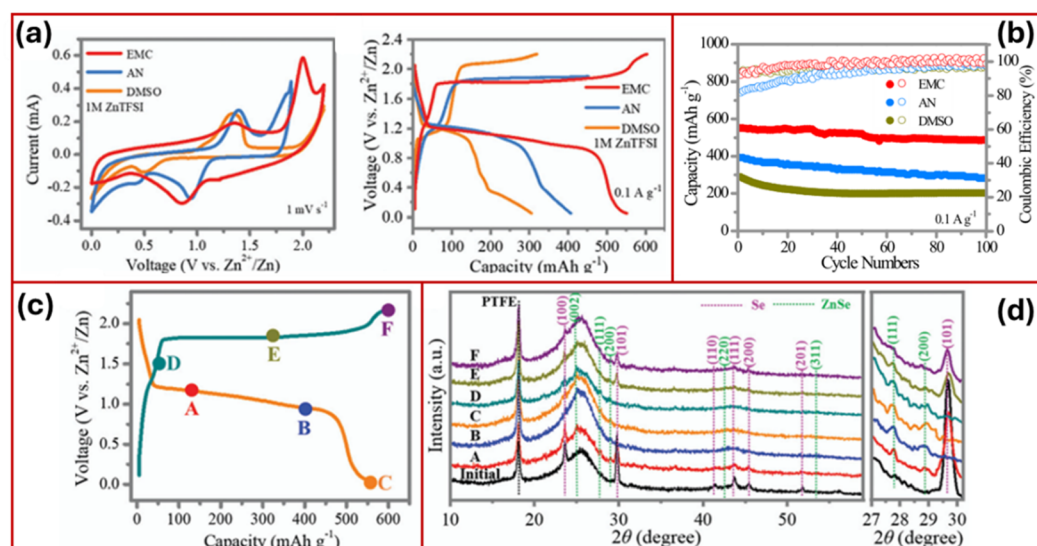 (a)
EMC
AN
DMSO
1M ZnTFSI
1 mV s⁻¹
Current (mA)
0.6
0.4
0.2
0.0
-0.2
-0.4
0.0 0.5 1.0 1.5 2.0
Voltage (V vs. Zn²⁺/Zn)
Voltage (V vs. Zn²⁺/Zn)
2.4
2.0
1.6
1.2
0.8
0.4
0.0
EMC
AN
DMSO
1M ZnTFSI
0.1 A g⁻¹
0 100 200 300 400 500 600
Capacity (mAh g⁻¹)
(b)
Capacity (mAh g⁻¹)
1000
800
600
400
200
0
EMC
AN
DMSO
0.1 A g⁻¹
100
80
60
40
20
0
Coulombic Efficiency (%)
0 20 40 60 80 100
Cycle Numbers
(c)
Voltage (V vs. Zn²⁺/Zn)
2.0
1.5
1.0
0.5
0.0
A
B
C
D
E
F
0 100 200 300 400 500 600
Capacity (mAh g⁻¹)
(d)
Intensity (a.u.)
PTFE
Se
ZnSe
(100)
(002)
(111)
(200)
(101)
(110)
(220)
(111)
(200)
(201)
(311)
F
E
D
C
B
A
Initial
10 20 30 40 50
2θ (degree)
(111)
(200)
(101)
27 28 29 30
2θ (degree)